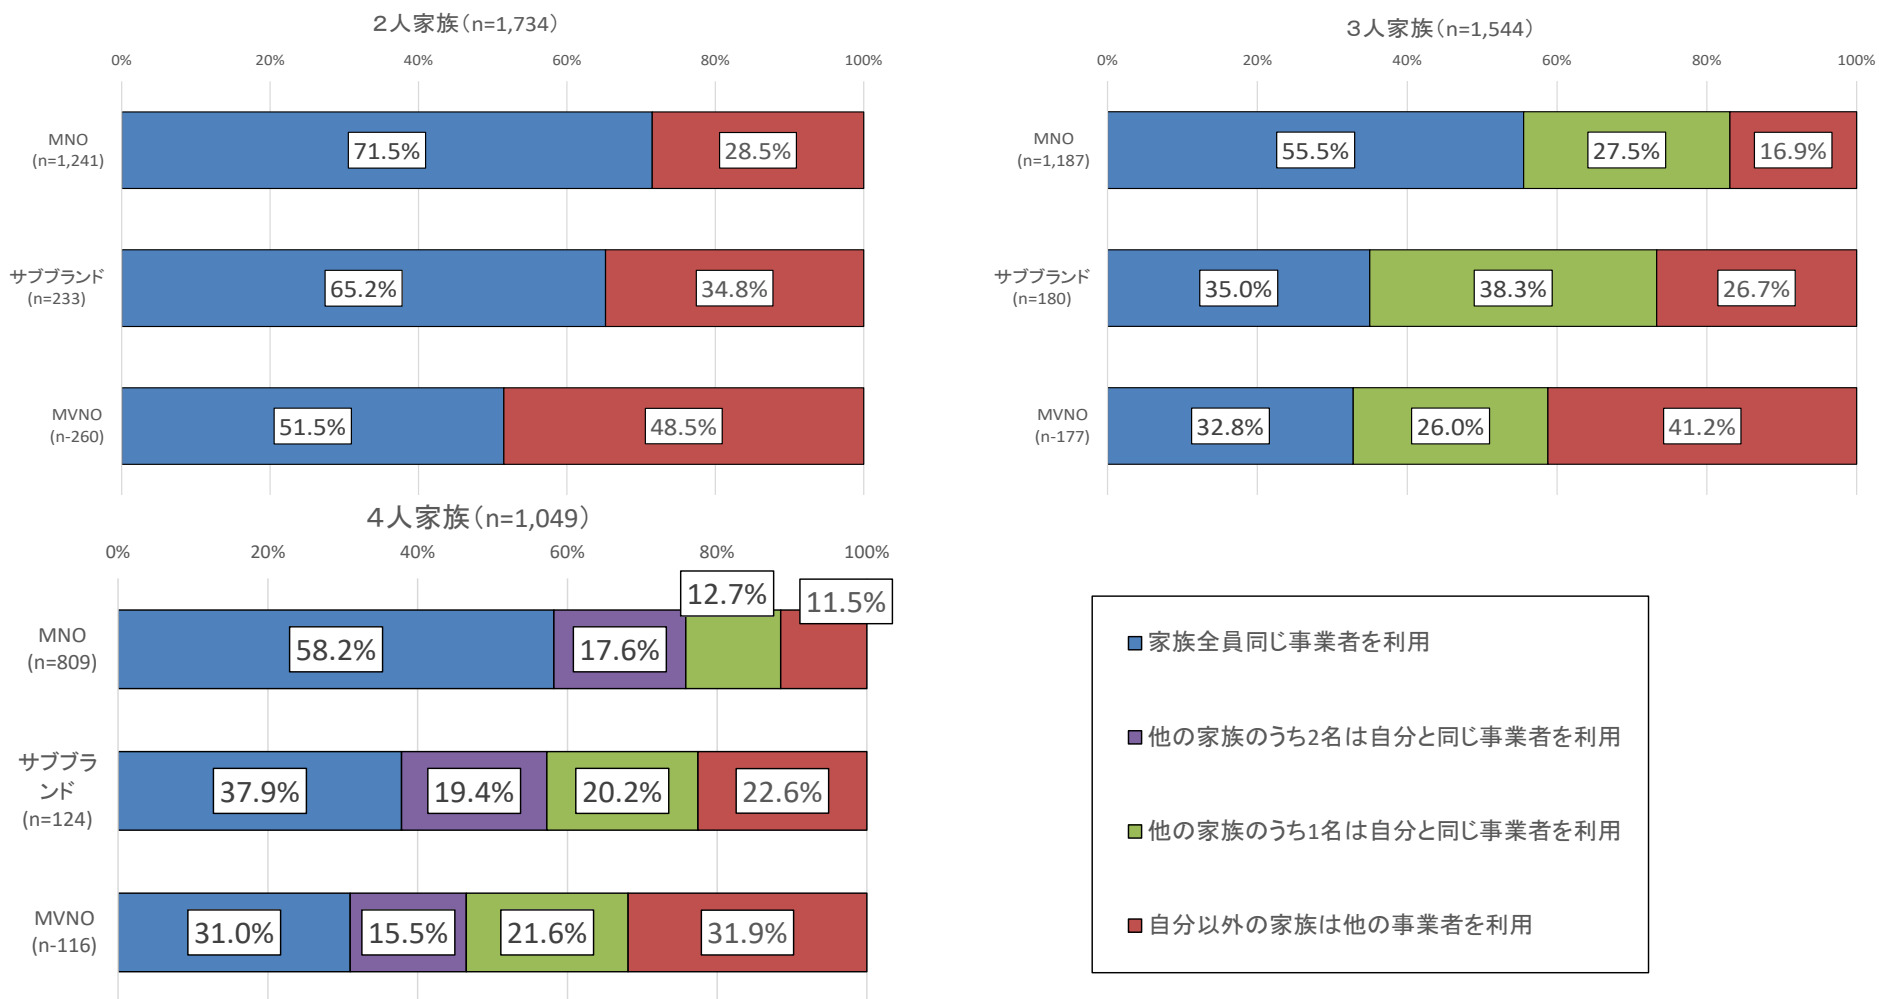 ２人家族（n=1,734）
0% 20% 40% 60% 80% 100%
MNO
(n=1,241)
71.5% 28.5%
サブブランド
(n=233)
65.2% 34.8%
MVNO
(n-260)
51.5% 48.5%
３人家族（n=1,544）
0% 20% 40% 60% 80% 100%
MNO
(n=1,187)
55.5% 27.5% 16.9%
サブブランド
(n=180)
35.0% 38.3% 26.7%
MVNO
(n-177)
32.8% 26.0% 41.2%
４人家族（n=1,049）
0% 20% 40% 60% 80% 100%
MNO
(n=809)
58.2% 17.6% 12.7% 11.5%
サブブラ
ンド
(n=124)
37.9% 19.4% 20.2% 22.6%
MVNO
(n-116)
31.0% 15.5% 21.6% 31.9%
家族全員同じ事業者を利用
他の家族のうち2名は自分と同じ事業者を利用
他の家族のうち1名は自分と同じ事業者を利用
自分以外の家族は他の事業者を利用